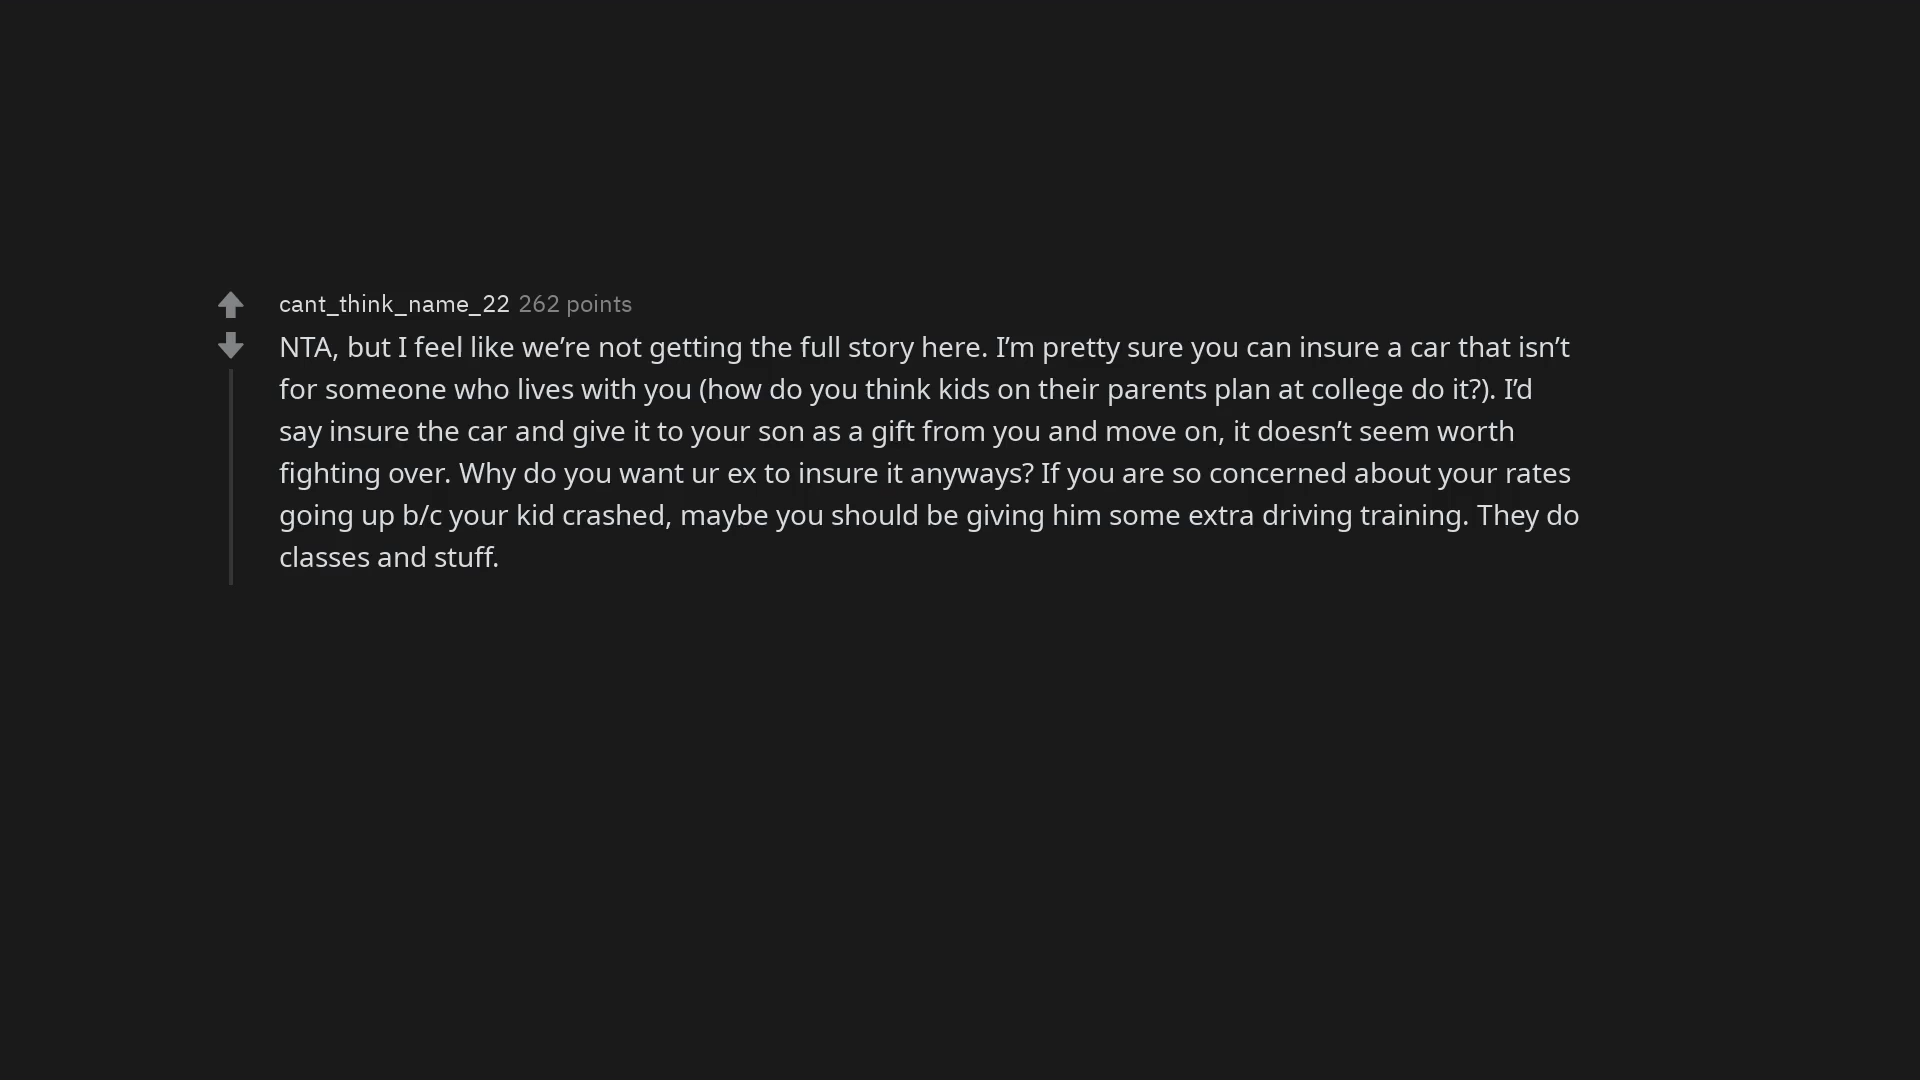 cant_think_name_22 262 points
NTA, but I feel like we’re not getting the full story here. I’m pretty sure you can insure a car that isn’t
for someone who lives with you (how do you think kids on their parents plan at college do it?). I’d
say insure the car and give it to your son as a gift from you and move on, it doesn’t seem worth
fighting over. Why do you want ur ex to insure it anyways? If you are so concerned about your rates
going up b/c your kid crashed, maybe you should be giving him some extra driving training. They do
classes and stuff.